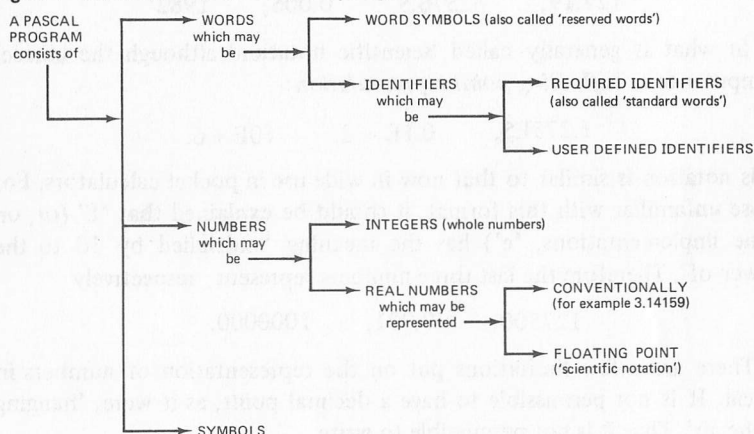 A PASCAL
PROGRAM
consists of
WORDS
which may
be
WORD SYMBOLS (also called 'reserved words')
IDENTIFIERS
which may
be
REQUIRED IDENTIFIERS
(also called 'standard words')
USER DEFINED IDENTIFIERS
NUMBERS
which may
be
INTEGERS (whole numbers)
REAL NUMBERS
which may be
represented
CONVENTIONALLY
(for example 3.14159)
FLOATING POINT
('scientific notation')
SYMBOLS